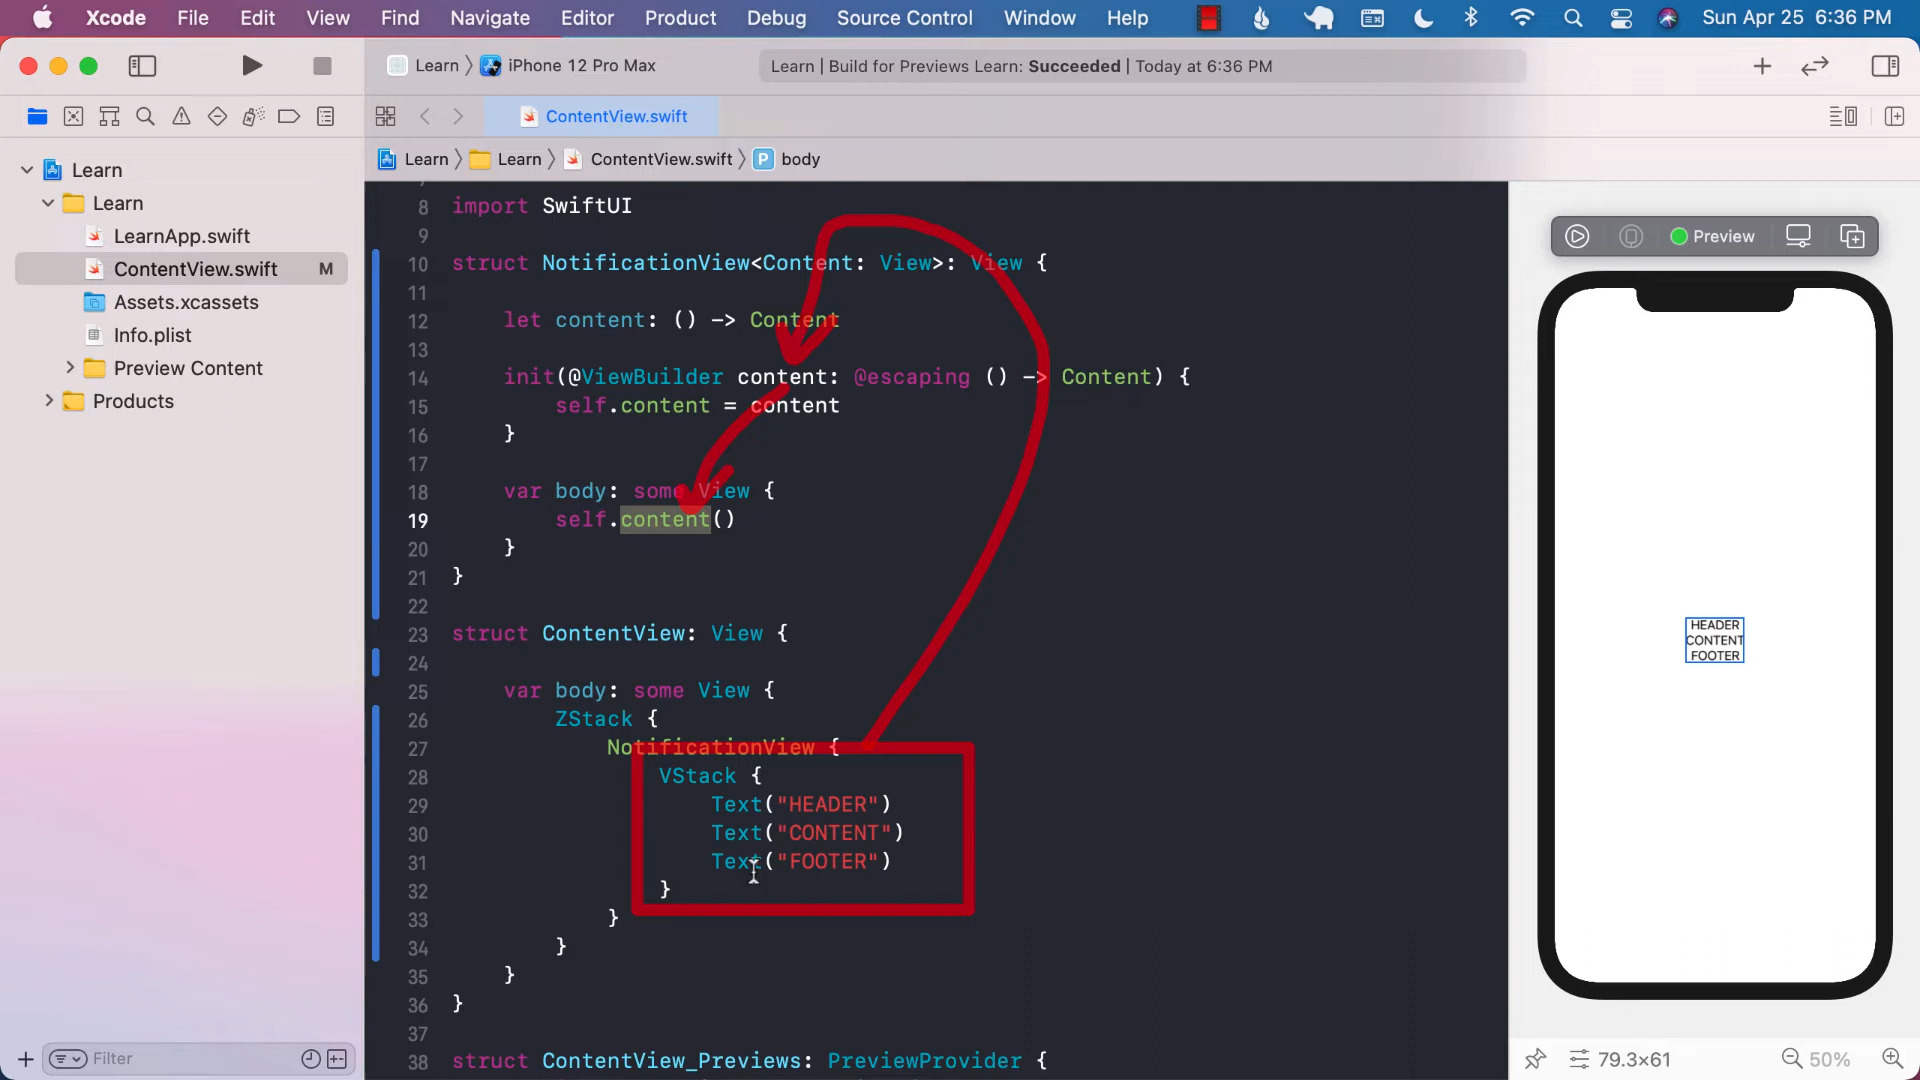 Xcode File Edit View Find Navigate Editor Product Debug Source Control Window Help Sun Apr 25 6:36 PM
Learn 〉 iPhone 12 Pro Max
Learn | Build for Previews Learn: Succeeded | Today at 6:36 PM
ContentView.swift
Learn 〉 Learn 〉 ContentView.swift 〉 P body
Learn
Learn
LearnApp.swift
ContentView.swift M
Assets.xcassets
Info.plist
Preview Content
Products
Filter
8 import SwiftUI
9
10 struct NotificationView<Content: View>: View {
11
12 let content: () -> Content
13
14 init(@ViewBuilder content: @escaping () -> Content) {
15 self.content = content
16 }
17
18 var body: some View {
19 self.content()
20 }
21 }
22
23 struct ContentView: View {
24
25 var body: some View {
26 ZStack {
27 NotificationView {
28 VStack {
29 Text("HEADER")
30 Text("CONTENT")
31 Text("FOOTER")
32 }
33 }
34 }
35 }
36 }
37
38 struct ContentView_Previews: PreviewProvider {
Preview
HEADER
CONTENT
FOOTER
79.3×61 50%